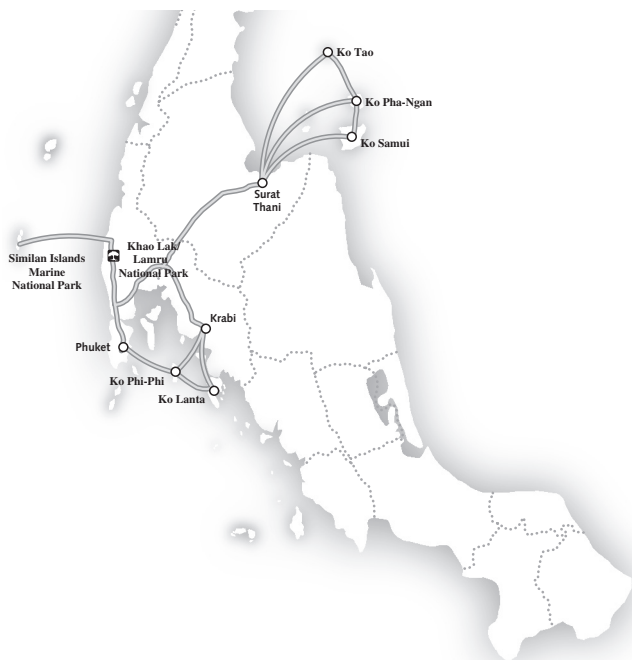 Ko Tao
Ko Pha-Ngan
Ko Samui
Surat
Thani
Khao Lak/
Lamru
National Park
Similan Islands
Marine
National Park
Krabi
Phuket
Ko Phi-Phi
Ko Lanta